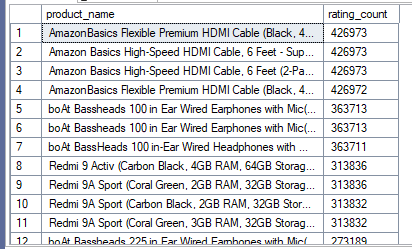 product_name rating_count
1 AmazonBasics Flexible Premium HDMI Cable (Black, 4... 426973
2 Amazon Basics High-Speed HDMI Cable, 6 Feet - Sup... 426973
3 Amazon Basics High-Speed HDMI Cable, 6 Feet (2-Pa... 426973
4 AmazonBasics Flexible Premium HDMI Cable (Black, 4... 426972
5 boAt Bassheads 100 in Ear Wired Earphones with Mic(... 363713
6 boAt Bassheads 100 in Ear Wired Earphones with Mic(... 363713
7 boAt BassHeads 100 in-Ear Wired Headphones with ... 363711
8 Redmi 9 Activ (Carbon Black, 4GB RAM, 64GB Storag... 313836
9 Redmi 9A Sport (Coral Green, 2GB RAM, 32GB Storag... 313836
10 Redmi 9A Sport (Carbon Black, 2GB RAM, 32GB Stor... 313832
11 Redmi 9A Sport (Coral Green, 3GB RAM, 32GB Storag... 313832
12 boAt Bassheads 225 in Ear Wired Earphones with Mic(... 273189